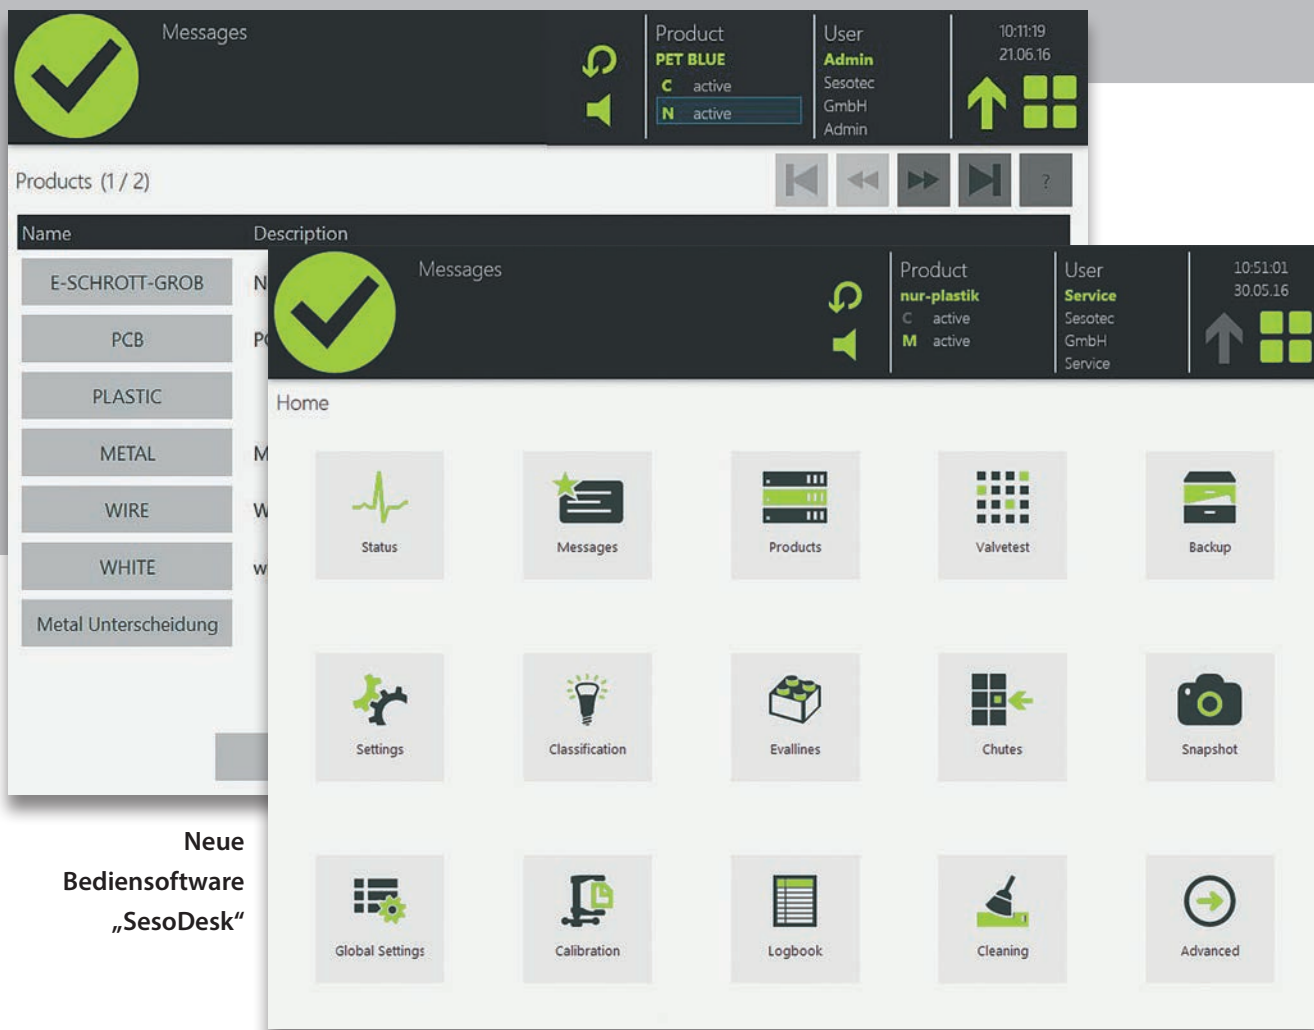 Messages
Product
PET BLUE
C active
N active
User
Admin
Sesotec
GmbH
Admin
10:11:19
21.06.16
Products (1 / 2)
?
Name Description
E-SCHROTT-GROB N
PCB
PLASTIC
METAL M
WIRE W
WHITE w
Metal Unterscheidung
Messages
Product
nur-plastik
C active
M active
User
Service
Sesotec
GmbH
Service
10:51:01
30.05.16
Home
Status Messages Products Valvetest Backup
Settings Classification Evallines Chutes Snapshot
Global Settings Calibration Logbook Cleaning Advanced
Neue
Bediensoftware
„SesoDesk“